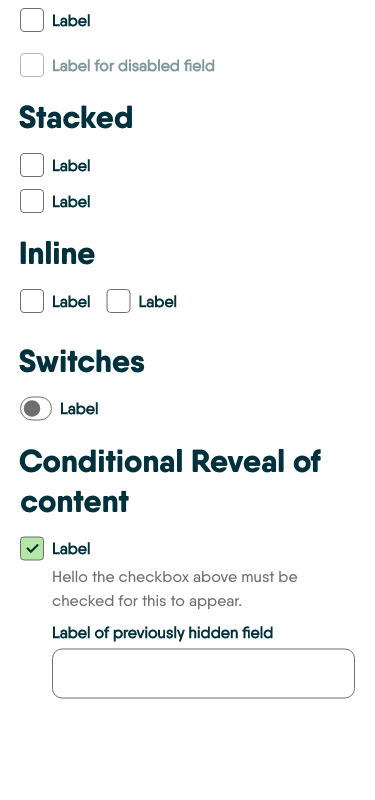 Label
Label for disabled field
Stacked
Label
Label
Inline
Label Label
Switches
Label
Conditional Reveal of
content
Label
Hello the checkbox above must be
checked for this to appear.
Label of previously hidden field